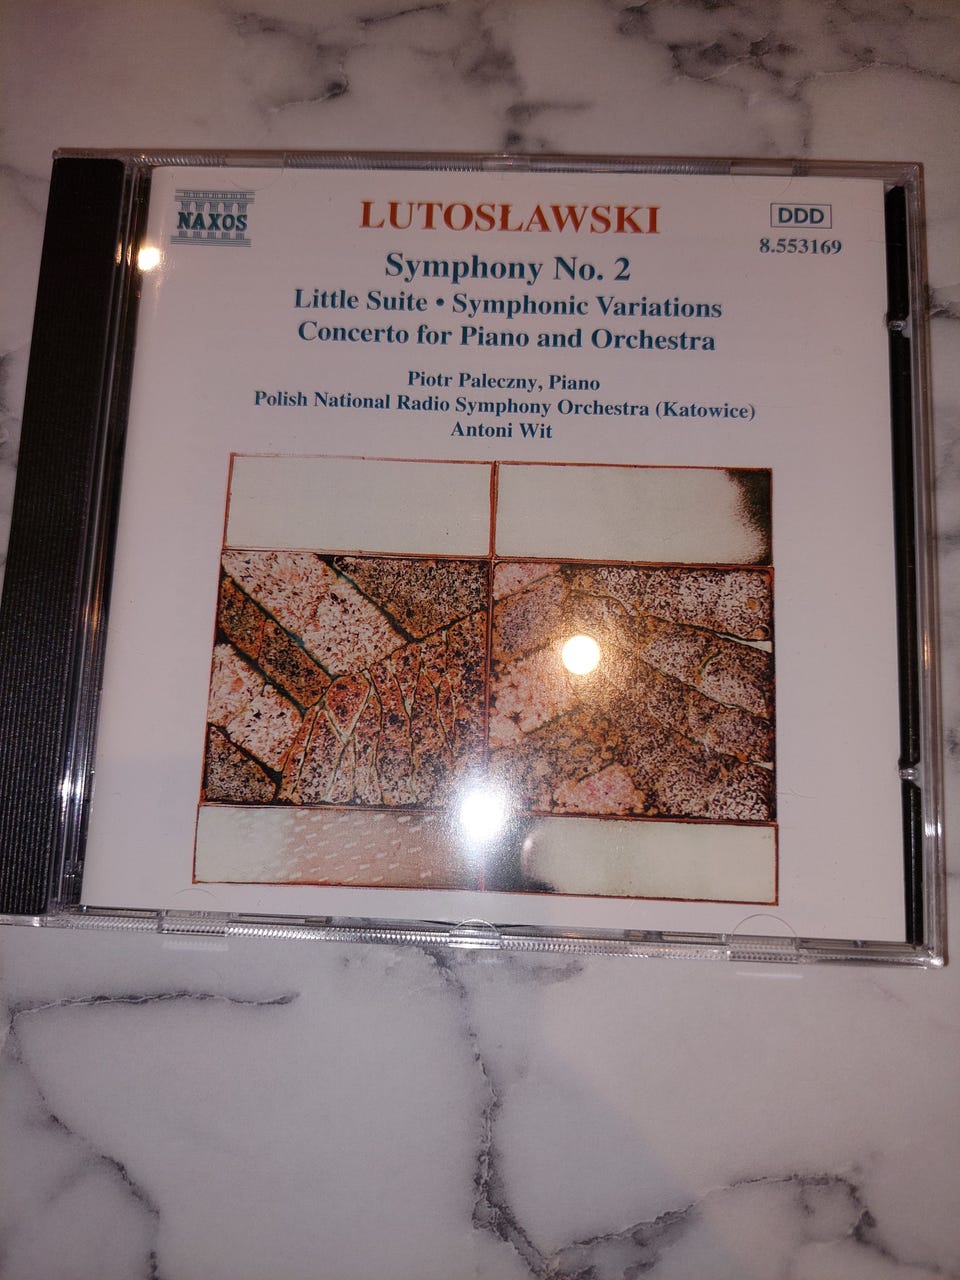 NAXOS
LUTOSŁAWSKI
DDD
8.553169
Symphony No. 2
Little Suite • Symphonic Variations
Concerto for Piano and Orchestra
Piotr Paleczny, Piano
Polish National Radio Symphony Orchestra (Katowice)
Antoni Wit